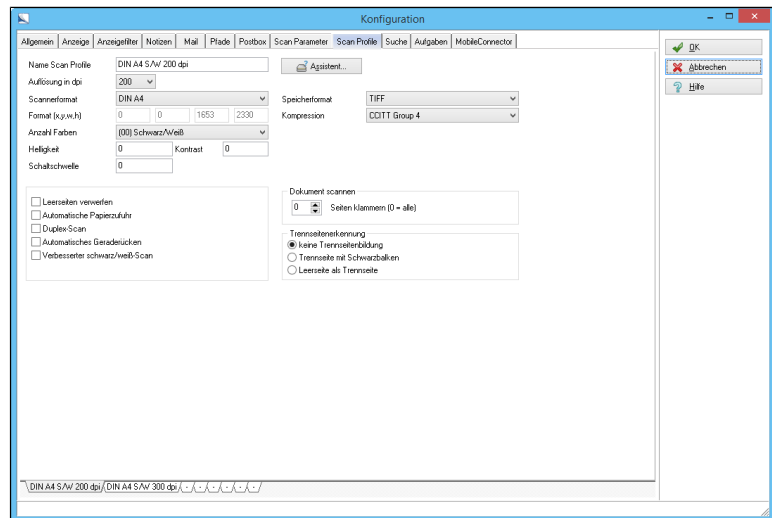 Konfiguration
Allgemein Anzeige Anzeigefilter Notizen Mail Pfade Postbox Scan Parameter Scan Profile Suche Aufgaben MobileConnector
OK
Abbrechen
Hilfe
Name Scan Profile DIN A4 S/W 200 dpi Assistent...
Auflösung in dpi 200
Scannerformat DIN A4 Speicherformat TIFF
Format (x,y,w,h) 0 0 1653 2330 Kompression CCITT Group 4
Anzahl Farben (00) Schwarz/Weiß
Helligkeit 0 Kontrast 0
Schaltschwelle 0
Leerseiten verwerfen
Automatische Papierzufuhr
Duplex-Scan
Automatisches Geraderücken
Verbesserter schwarz/weiß-Scan
Dokument scannen
0 Seiten klammern (0 = alle)
Trennseitenerkennung
keine Trennseitenbildung
Trennseite mit Schwarzbalken
Leerseite als Trennseite
DIN A4 S/W 200 dpi DIN A4 S/W 300 dpi - - - - - -